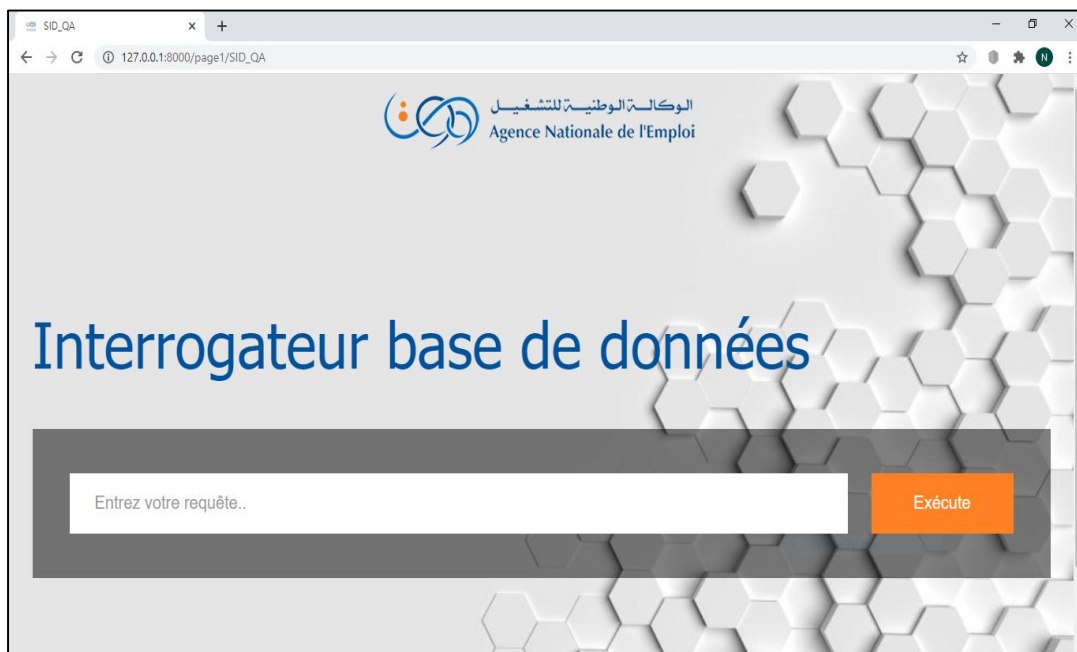 SID_QA
127.0.0.1:8000/page1/SID_QA
N
الوكالة الوطنية للتشغيل
Agence Nationale de l'Emploi
Interrogateur base de données
Entrez votre requête..
Exécute